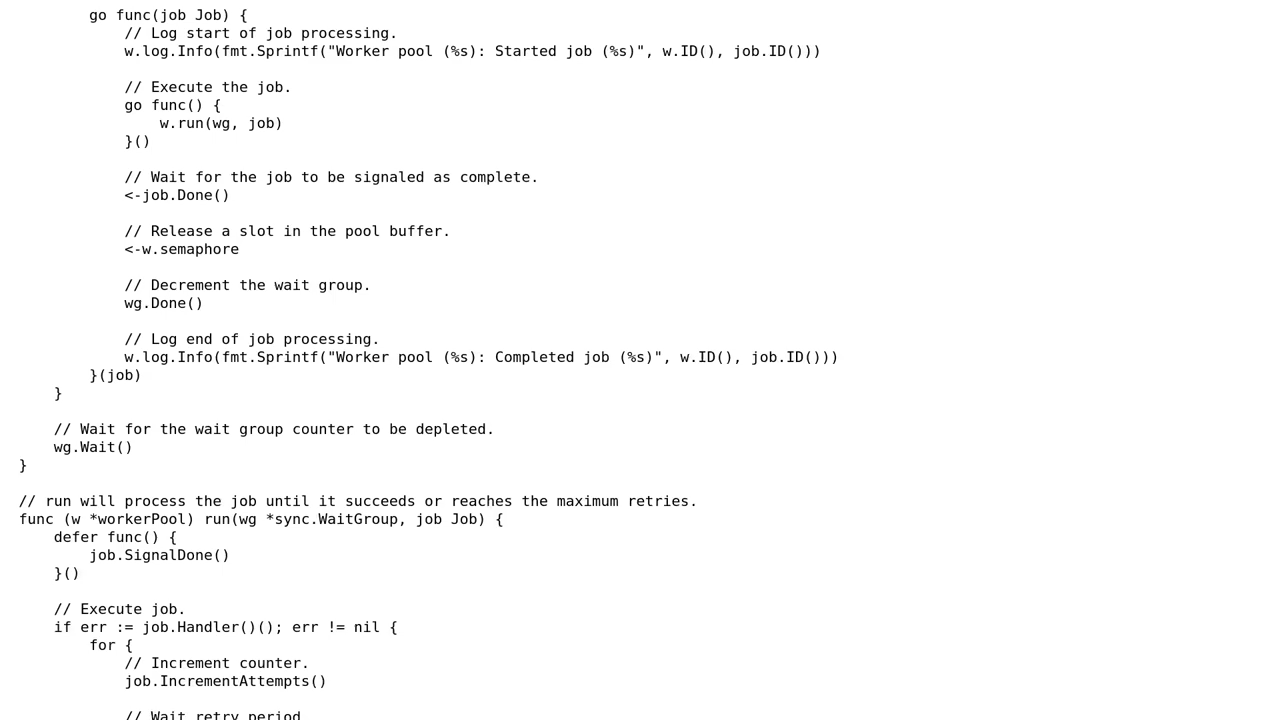 go func(job Job) {
// Log start of job processing.
w.log.Info(fmt.Sprintf("Worker pool (%s): Started job (%s)", w.ID(), job.ID()))
// Execute the job.
go func() {
w.run(wg, job)
}()
// Wait for the job to be signaled as complete.
<-job.Done()
// Release a slot in the pool buffer.
<-w.semaphore
// Decrement the wait group.
wg.Done()
// Log end of job processing.
w.log.Info(fmt.Sprintf("Worker pool (%s): Completed job (%s)", w.ID(), job.ID()))
}(job)
}
// Wait for the wait group counter to be depleted.
wg.Wait()
}
// run will process the job until it succeeds or reaches the maximum retries.
func (w *workerPool) run(wg *sync.WaitGroup, job Job) {
defer func() {
job.SignalDone()
}()
// Execute job.
if err := job.Handler()(); err != nil {
for {
// Increment counter.
job.IncrementAttempts()
// Wait retry period